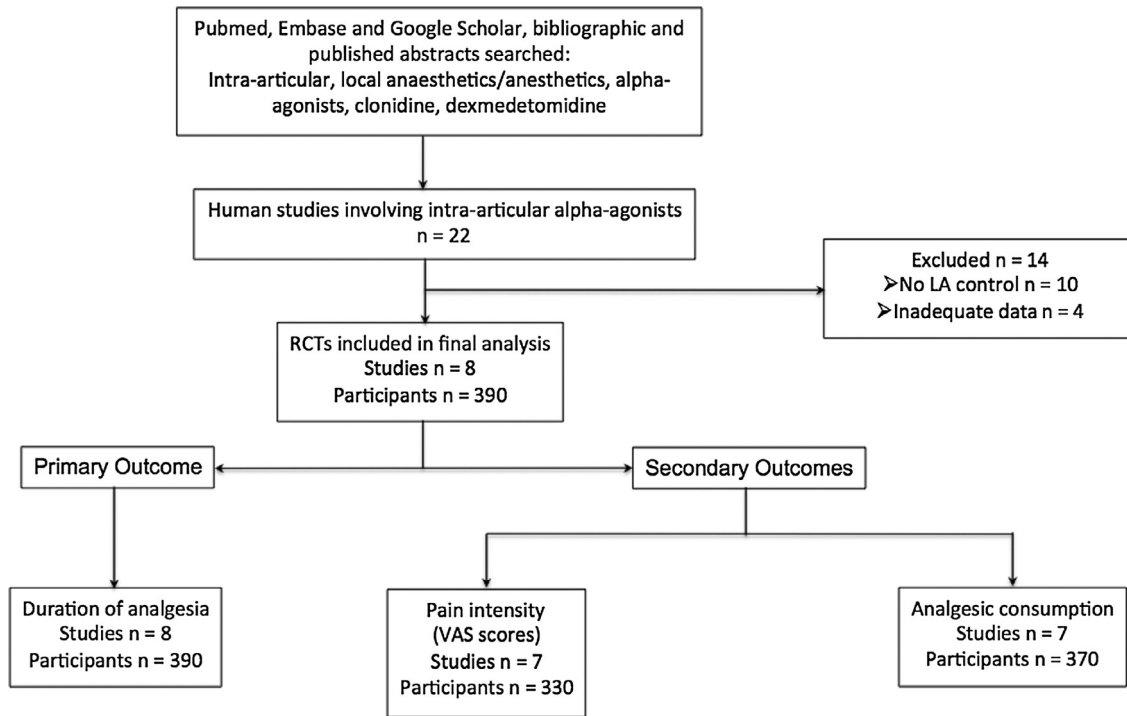 Pubmed, Embase and Google Scholar, bibliographic and
published abstracts searched:
Intra-articular, local anaesthetics/anesthetics, alpha-
agonists, clonidine, dexmedetomidine
Human studies involving intra-articular alpha-agonists
n = 22
Excluded n = 14
➢No LA control n = 10
➢Inadequate data n = 4
RCTs included in final analysis
Studies n = 8
Participants n = 390
Primary Outcome
Secondary Outcomes
Duration of analgesia
Studies n = 8
Participants n = 390
Pain intensity
(VAS scores)
Studies n = 7
Participants n = 330
Analgesic consumption
Studies n = 7
Participants n = 370